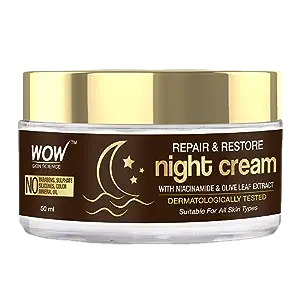 WOW™
SKIN SCIENCE
NO PARABENS, SULPHATE
SILICONES, COLOR
MINERAL OIL
50 ml
REPAIR & RESTORE
night cream
WITH NIACINAMIDE & OLIVE LEAF EXTRACT
DERMATOLOGICALLY TESTED
Suitable For All Skin Types